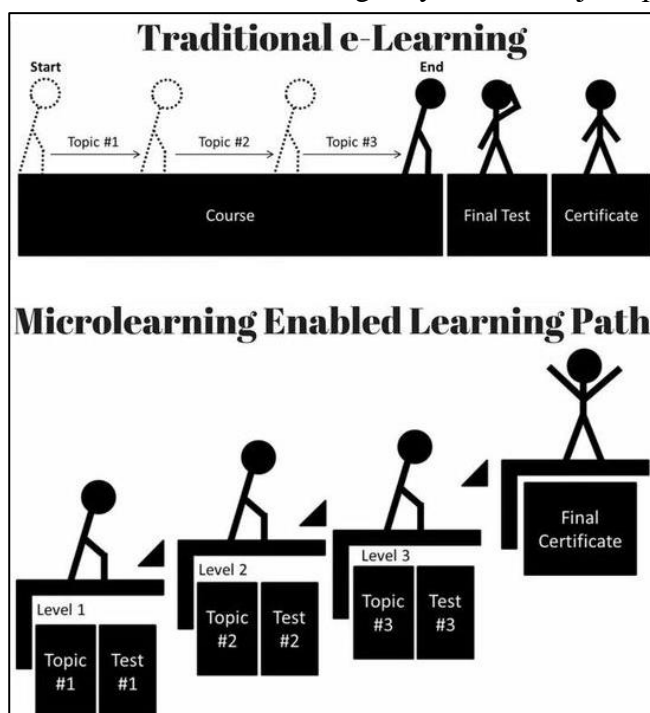 Traditional e-Learning
Start
End
Topic #1
Topic #2
Topic #3
Course
Final Test
Certificate
Microlearning Enabled Learning Path
Level 1
Topic
#1
Test
#1
Level 2
Topic
#2
Test
#2
Level 3
Topic
#3
Test
#3
Final
Certificate